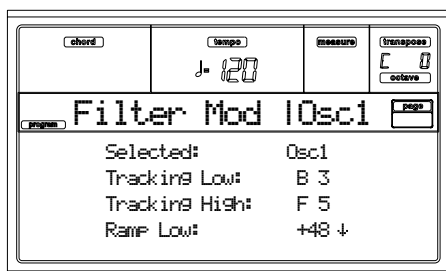 chord tempo measure transpose
♩= 120 C 0
octave
program Filter Mod |Osc1 page
Selected: Osc1
Tracking Low: B 3
Tracking High: F 5
Ramp Low: +48 ↓